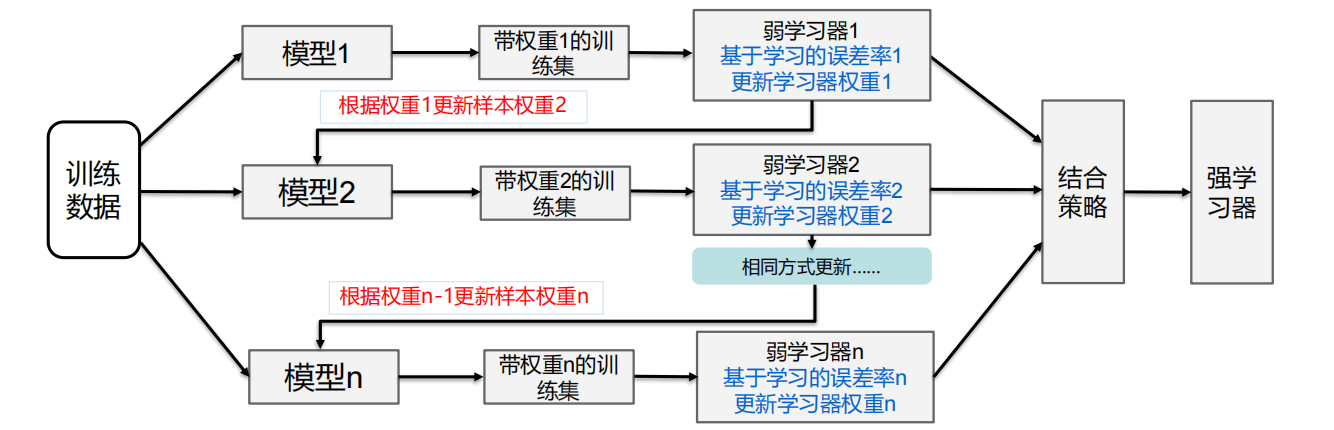 训练
数据
模型1
带权重1的训
练集
弱学习器1
基于学习的误差率1
更新学习器权重1
根据权重1更新样本权重2
模型2
带权重2的训
练集
弱学习器2
基于学习的误差率2
更新学习器权重2
相同方式更新......
根据权重n-1更新样本权重n
模型n
带权重n的训
练集
弱学习器n
基于学习的误差率n
更新学习器权重n
结合
策略
强学
习器